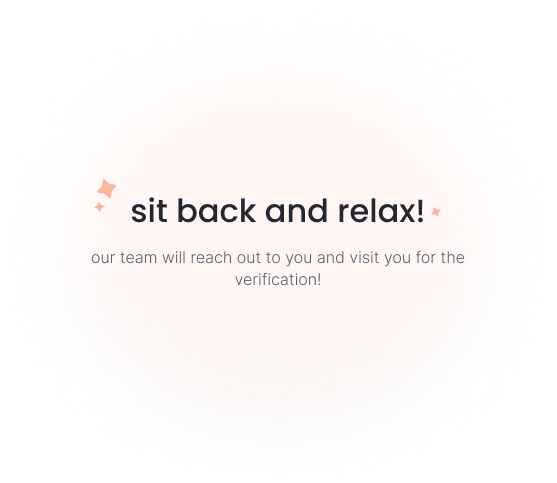 sit back and relax!
our team will reach out to you and visit you for the
verification!